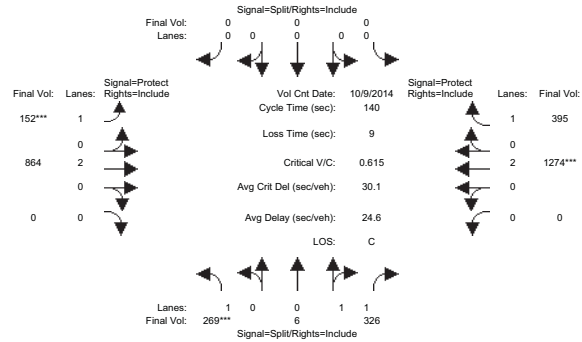 Signal=Split/Rights=Include
Final Vol: 0 0 0
Lanes: 0 0 0 0 0
Signal=Protect
Final Vol: Lanes: Rights=Include
Vol Cnt Date: 10/9/2014
Signal=Protect
Rights=Include Lanes: Final Vol:
Cycle Time (sec): 140
152*** 1
1 395
Loss Time (sec): 9
0
0
864 2
Critical V/C: 0.615
2 1274***
0
Avg Crit Del (sec/veh): 30.1
0
0 0
Avg Delay (sec/veh): 24.6
0 0
LOS: C
Lanes: 1 0 0 1 1
Final Vol: 269*** 6 326
Signal=Split/Rights=Include